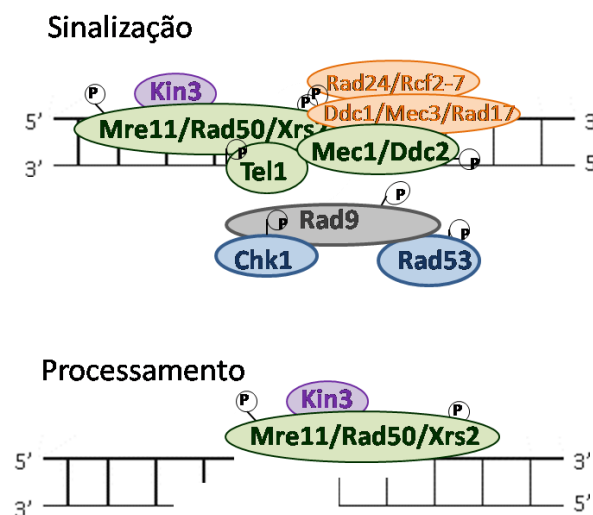 Sinalização
P
Kin3
P
P
Rad24/Rcf2-7
5’
Mre11/Rad50/Xrs2
Ddc1/Mec3/Rad17
3’
3’
P
Tel1
Mec1/Ddc2
P
5’
P
Rad9
P
Chk1
P
Rad53
Processamento
P
Kin3
P
Mre11/Rad50/Xrs2
5’
3’
3’
5’